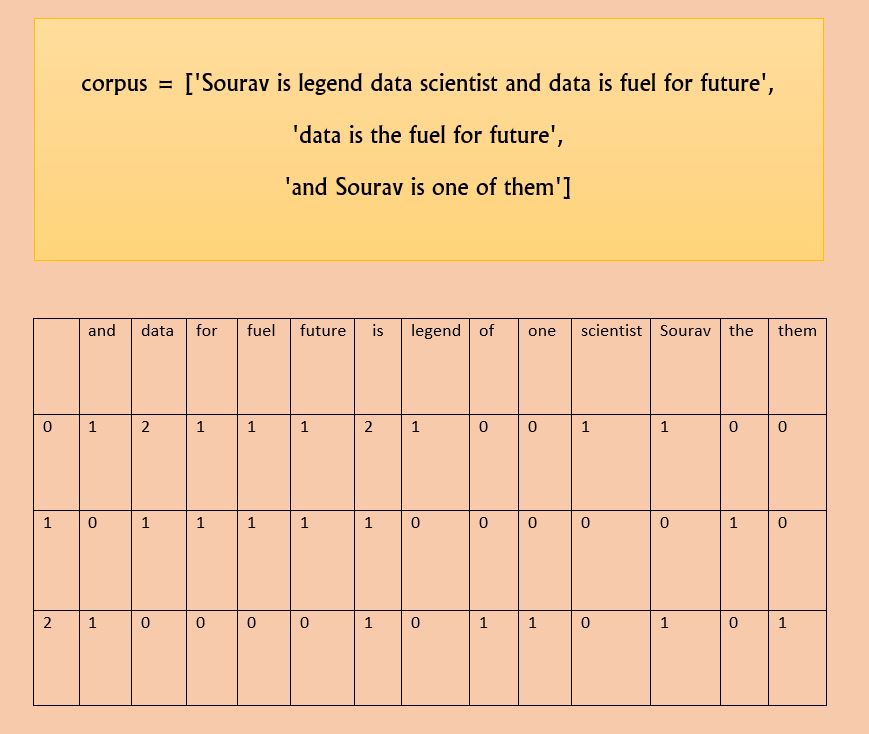 corpus = ['Sourav is legend data scientist and data is fuel for future',
'data is the fuel for future',
'and Sourav is one of them']
and data for fuel future is legend of one scientist Sourav the them
0 1 2 1 1 1 2 1 0 0 1 1 0 0
1 0 1 1 1 1 1 0 0 0 0 0 1 0
2 1 0 0 0 0 1 0 1 1 0 1 0 1